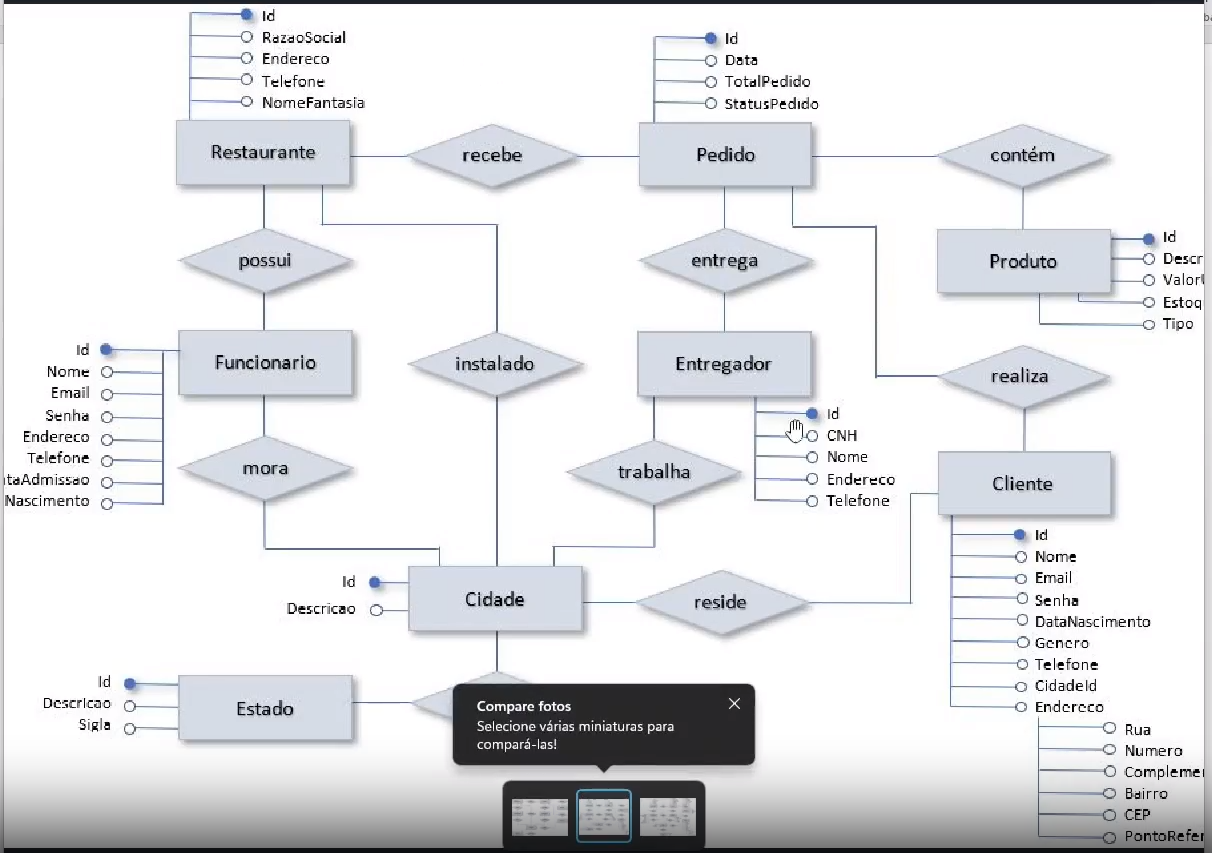 Id
RazaoSocial
Endereco
Telefone
NomeFantasia
Restaurante
recebe
Id
Data
TotalPedido
StatusPedido
Pedido
contém
possui
entrega
Produto
Id
Descr
Estoq
Tipo
Id
Nome
Email
Senha
Endereco
Telefone
taAdmissao
Nascimento
Funcionario
instalado
Entregador
realiza
Id
CNH
Nome
Endereco
Telefone
mora
trabalha
Cliente
Id
Nome
Email
Senha
DataNascimento
Genero
Telefone
CidadeId
Endereco
Rua
Numero
Complemen
Bairro
CEP
PontoRefer
Id
Descricao
Cidade
reside
Id
Descricao
Sigla
Estado
Compare fotos
Selecione várias miniaturas para
compará-las!